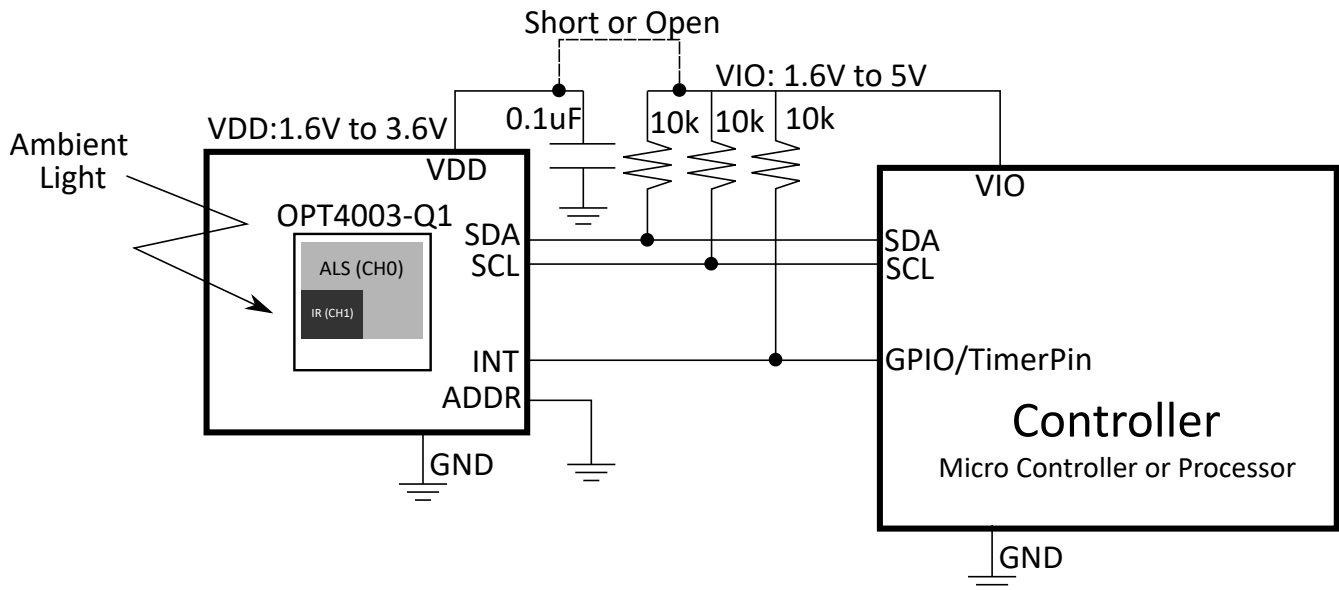 Short or Open
VIO: 1.6V to 5V
0.1uF
10k
10k
10k
VDD:1.6V to 3.6V
Ambient
Light
VDD
VIO
OPT4003-Q1
ALS (CH0)
IR (CH1)
SDA
SCL
INT
ADDR
GND
SDA
SCL
GPIO/TimerPin
Controller
Micro Controller or Processor
GND